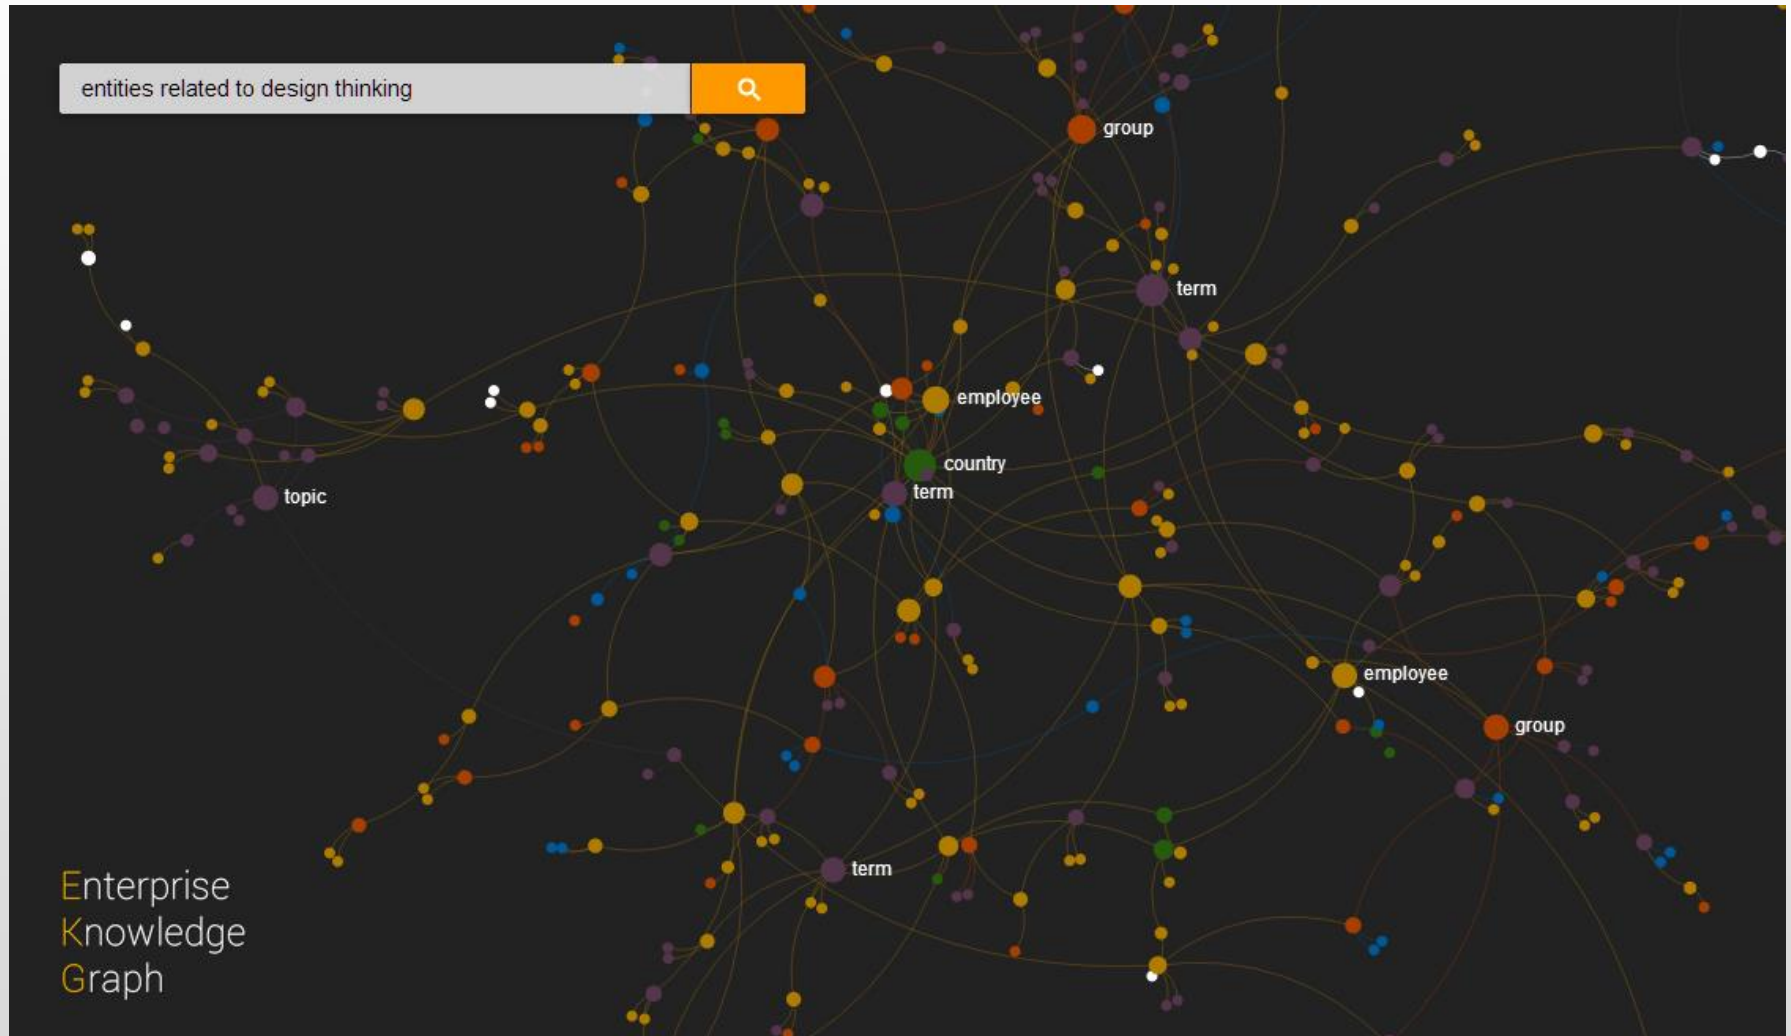 entities related to design thinking
group
term
employee
country
term
topic
employee
group
term
Enterprise
Knowledge
Graph